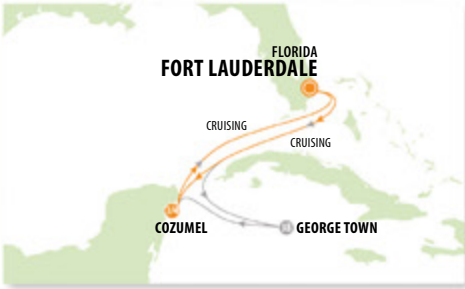 FLORIDA
FORT LAUDERDALE
CRUISING
CRUISING
COZUMEL
GEORGE TOWN